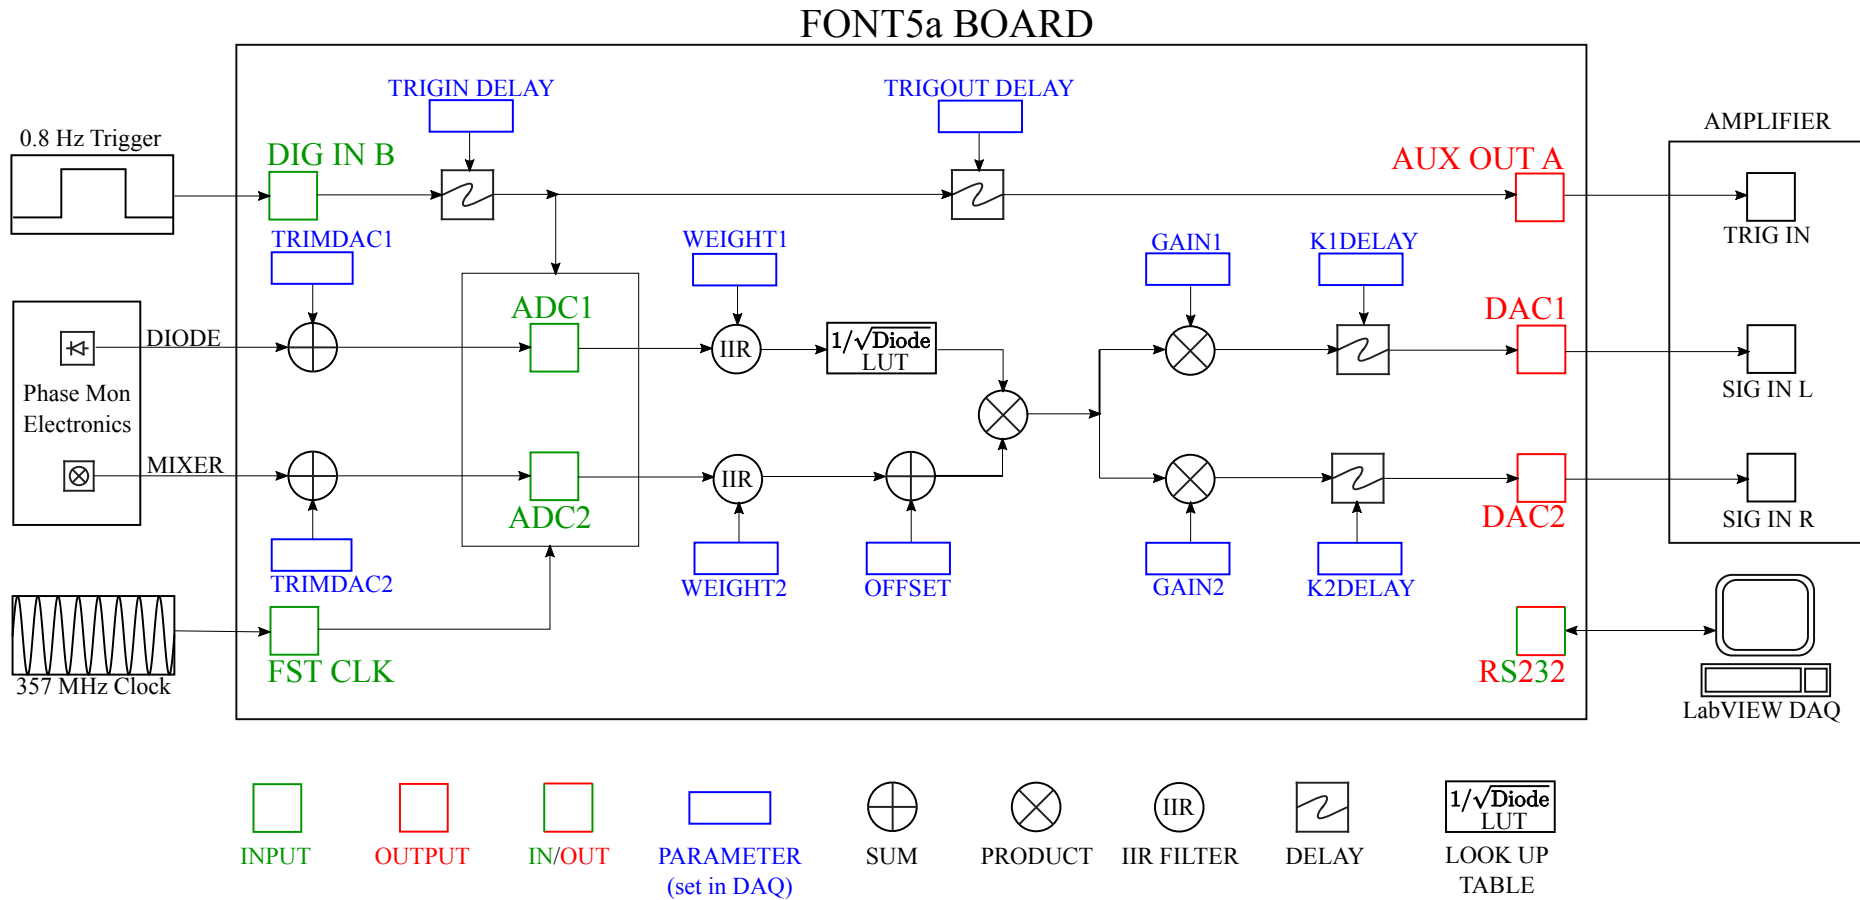 FONT5a BOARD
TRIGIN DELAY
TRIGOUT DELAY
0.8 Hz Trigger
AMPLIFIER
DIG IN B
AUX OUT A
TRIG IN
TRIMDAC1
WEIGHT1
GAIN1
K1DELAY
ADC1
DAC1
DIODE
IIR
1/√Diode
LUT
SIG IN L
Phase Mon
Electronics
MIXER
IIR
ADC2
DAC2
SIG IN R
TRIMDAC2
WEIGHT2
OFFSET
GAIN2
K2DELAY
FST CLK
357 MHz Clock
RS232
LabVIEW DAQ
INPUT
OUTPUT
IN/OUT
PARAMETER
(set in DAQ)
SUM
PRODUCT
IIR
IIR FILTER
DELAY
1/√Diode
LUT
LOOK UP
TABLE